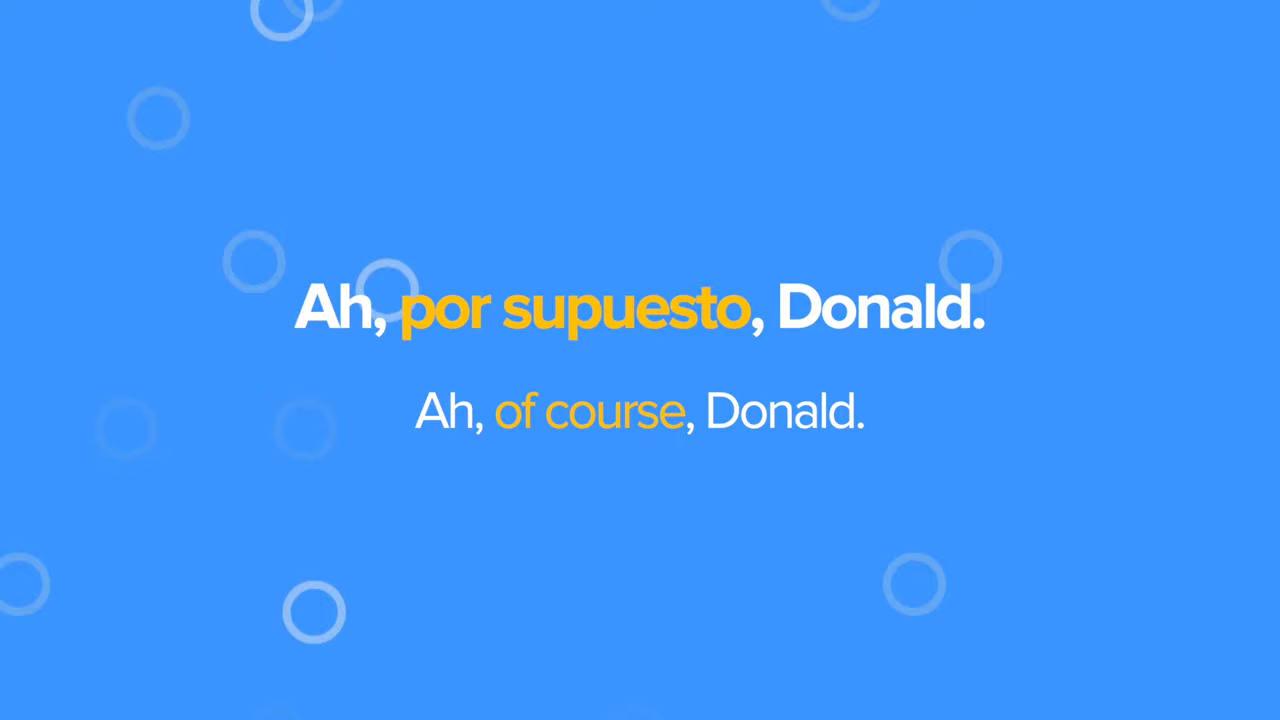 Ah, por supuesto, Donald.
Ah, of course, Donald.